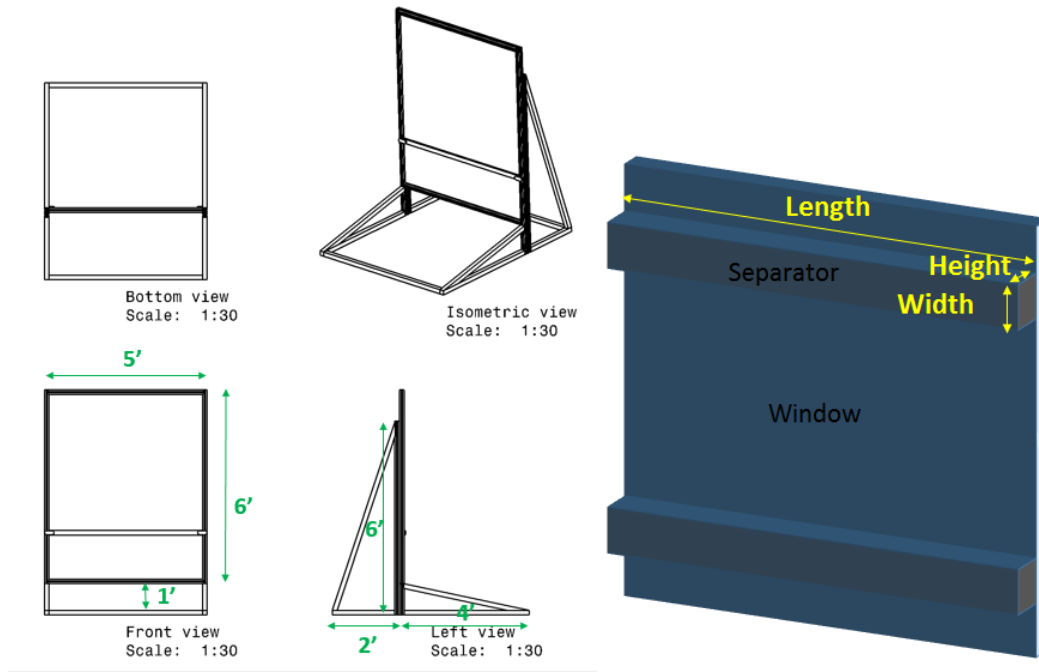 Bottom view
Scale: 1:30
Isometric view
Scale: 1:30
5'
6'
1'
Front view
Scale: 1:30
6'
2'
4'
Left view
Scale: 1:30
Length
Separator
Height
Width
Window